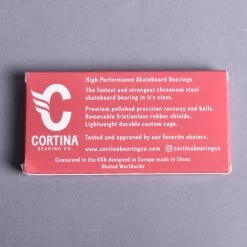 High Performance Skateboard Bearings
The fastest and strongest chromium steel
skateboard bearing in it's class.
Premium polished precision raceway and balls.
Removable frictionless rubber shields.
Lightweight durable custom cage.
Tested and approved by our favorite skaters.
www.cortinabearingco.com cortinabearingco
Conceived in the USA designed in Europe made in China
Skated Worldwide
C
CORTINA
BEARING CO